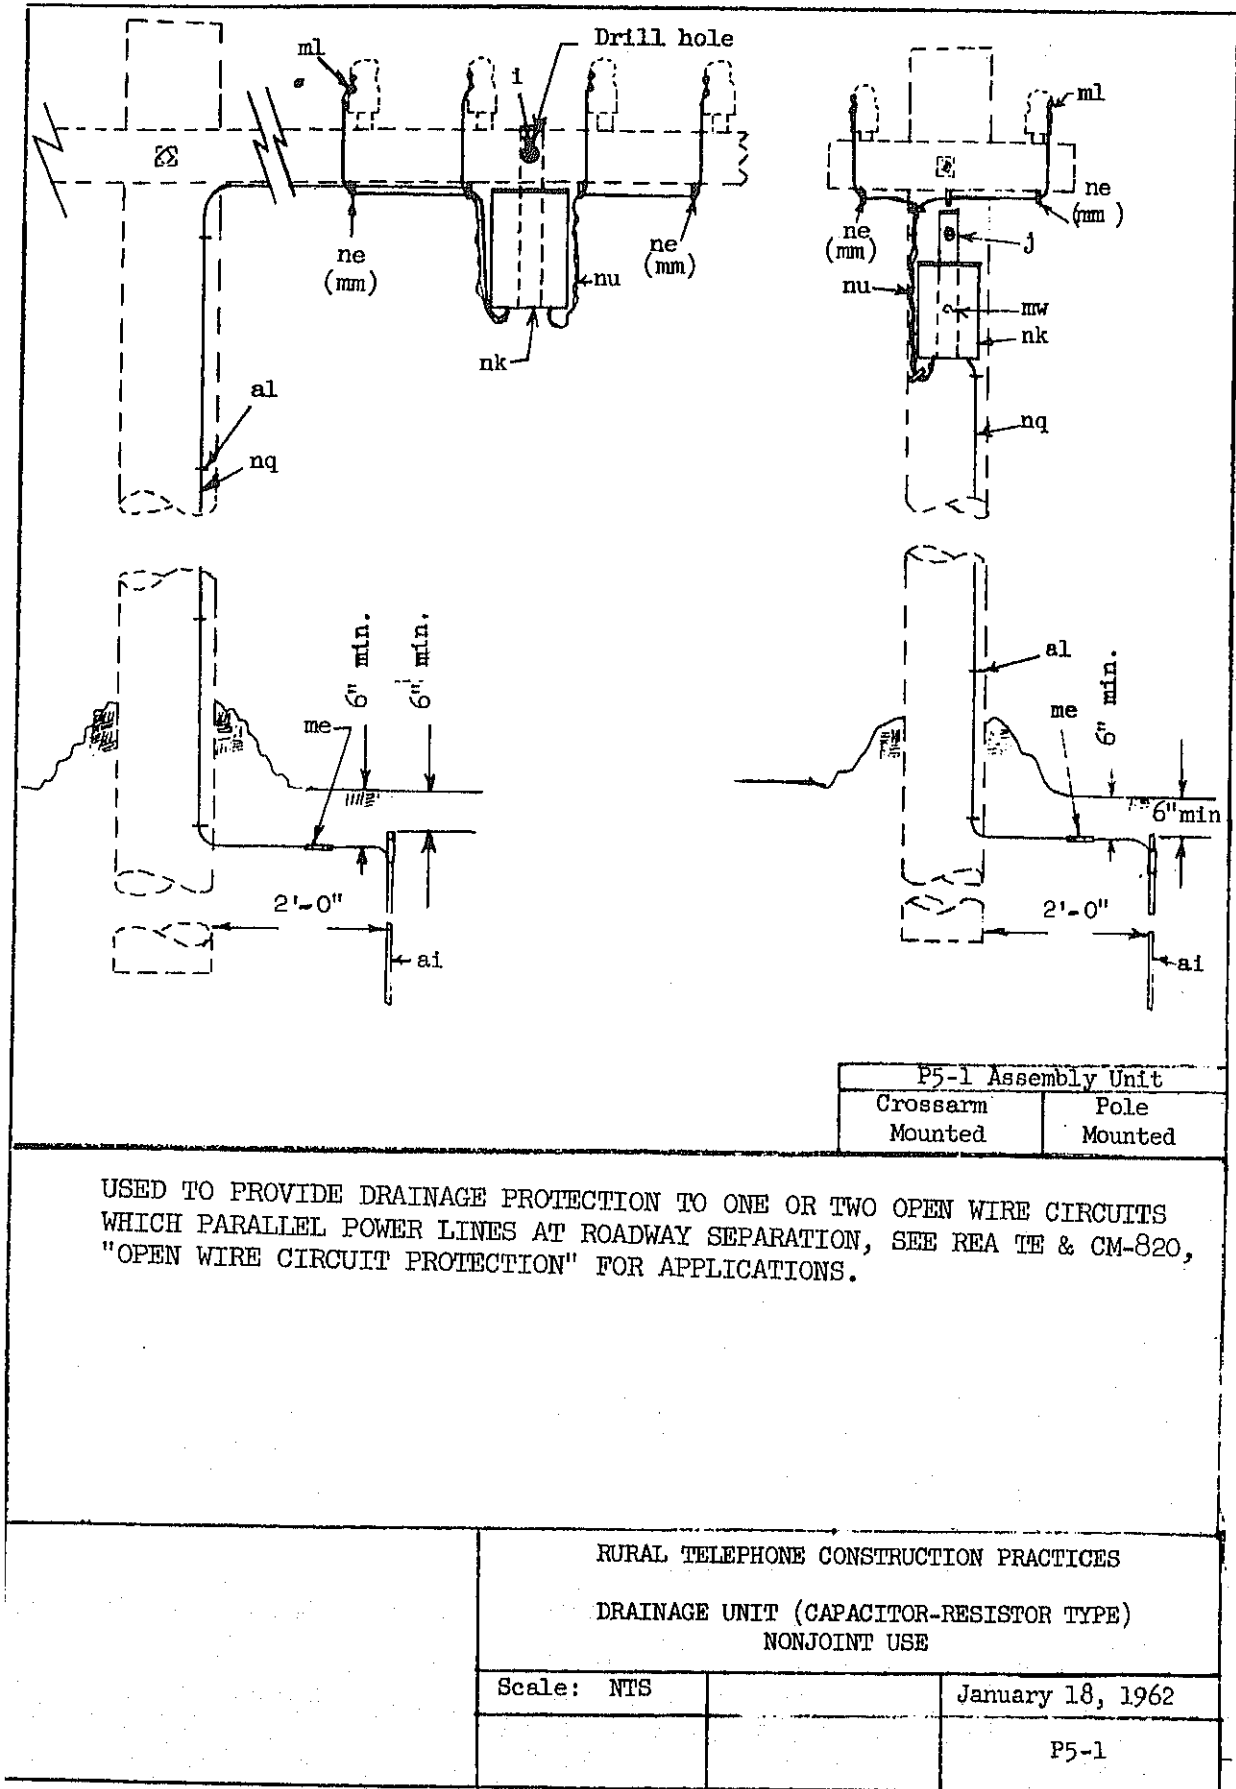 Drill hole
ml
i
ne
(mm)
ne
(mm)
nu
nk
al
nq
6" min.
6" min.
me
2'-0"
ai
ml
ne
(mm)
ne
(mm)
j
nu
mw
nk
nq
al
me
6" min.
6" min
2'-0"
ai
P5-1 Assembly Unit
Crossarm Mounted
Pole Mounted
USED TO PROVIDE DRAINAGE PROTECTION TO ONE OR TWO OPEN WIRE CIRCUITS
WHICH PARALLEL POWER LINES AT ROADWAY SEPARATION, SEE REA TE & CM-820,
"OPEN WIRE CIRCUIT PROTECTION" FOR APPLICATIONS.
RURAL TELEPHONE CONSTRUCTION PRACTICES
DRAINAGE UNIT (CAPACITOR-RESISTOR TYPE)
NONJOINT USE
Scale: NTS
January 18, 1962
P5-1